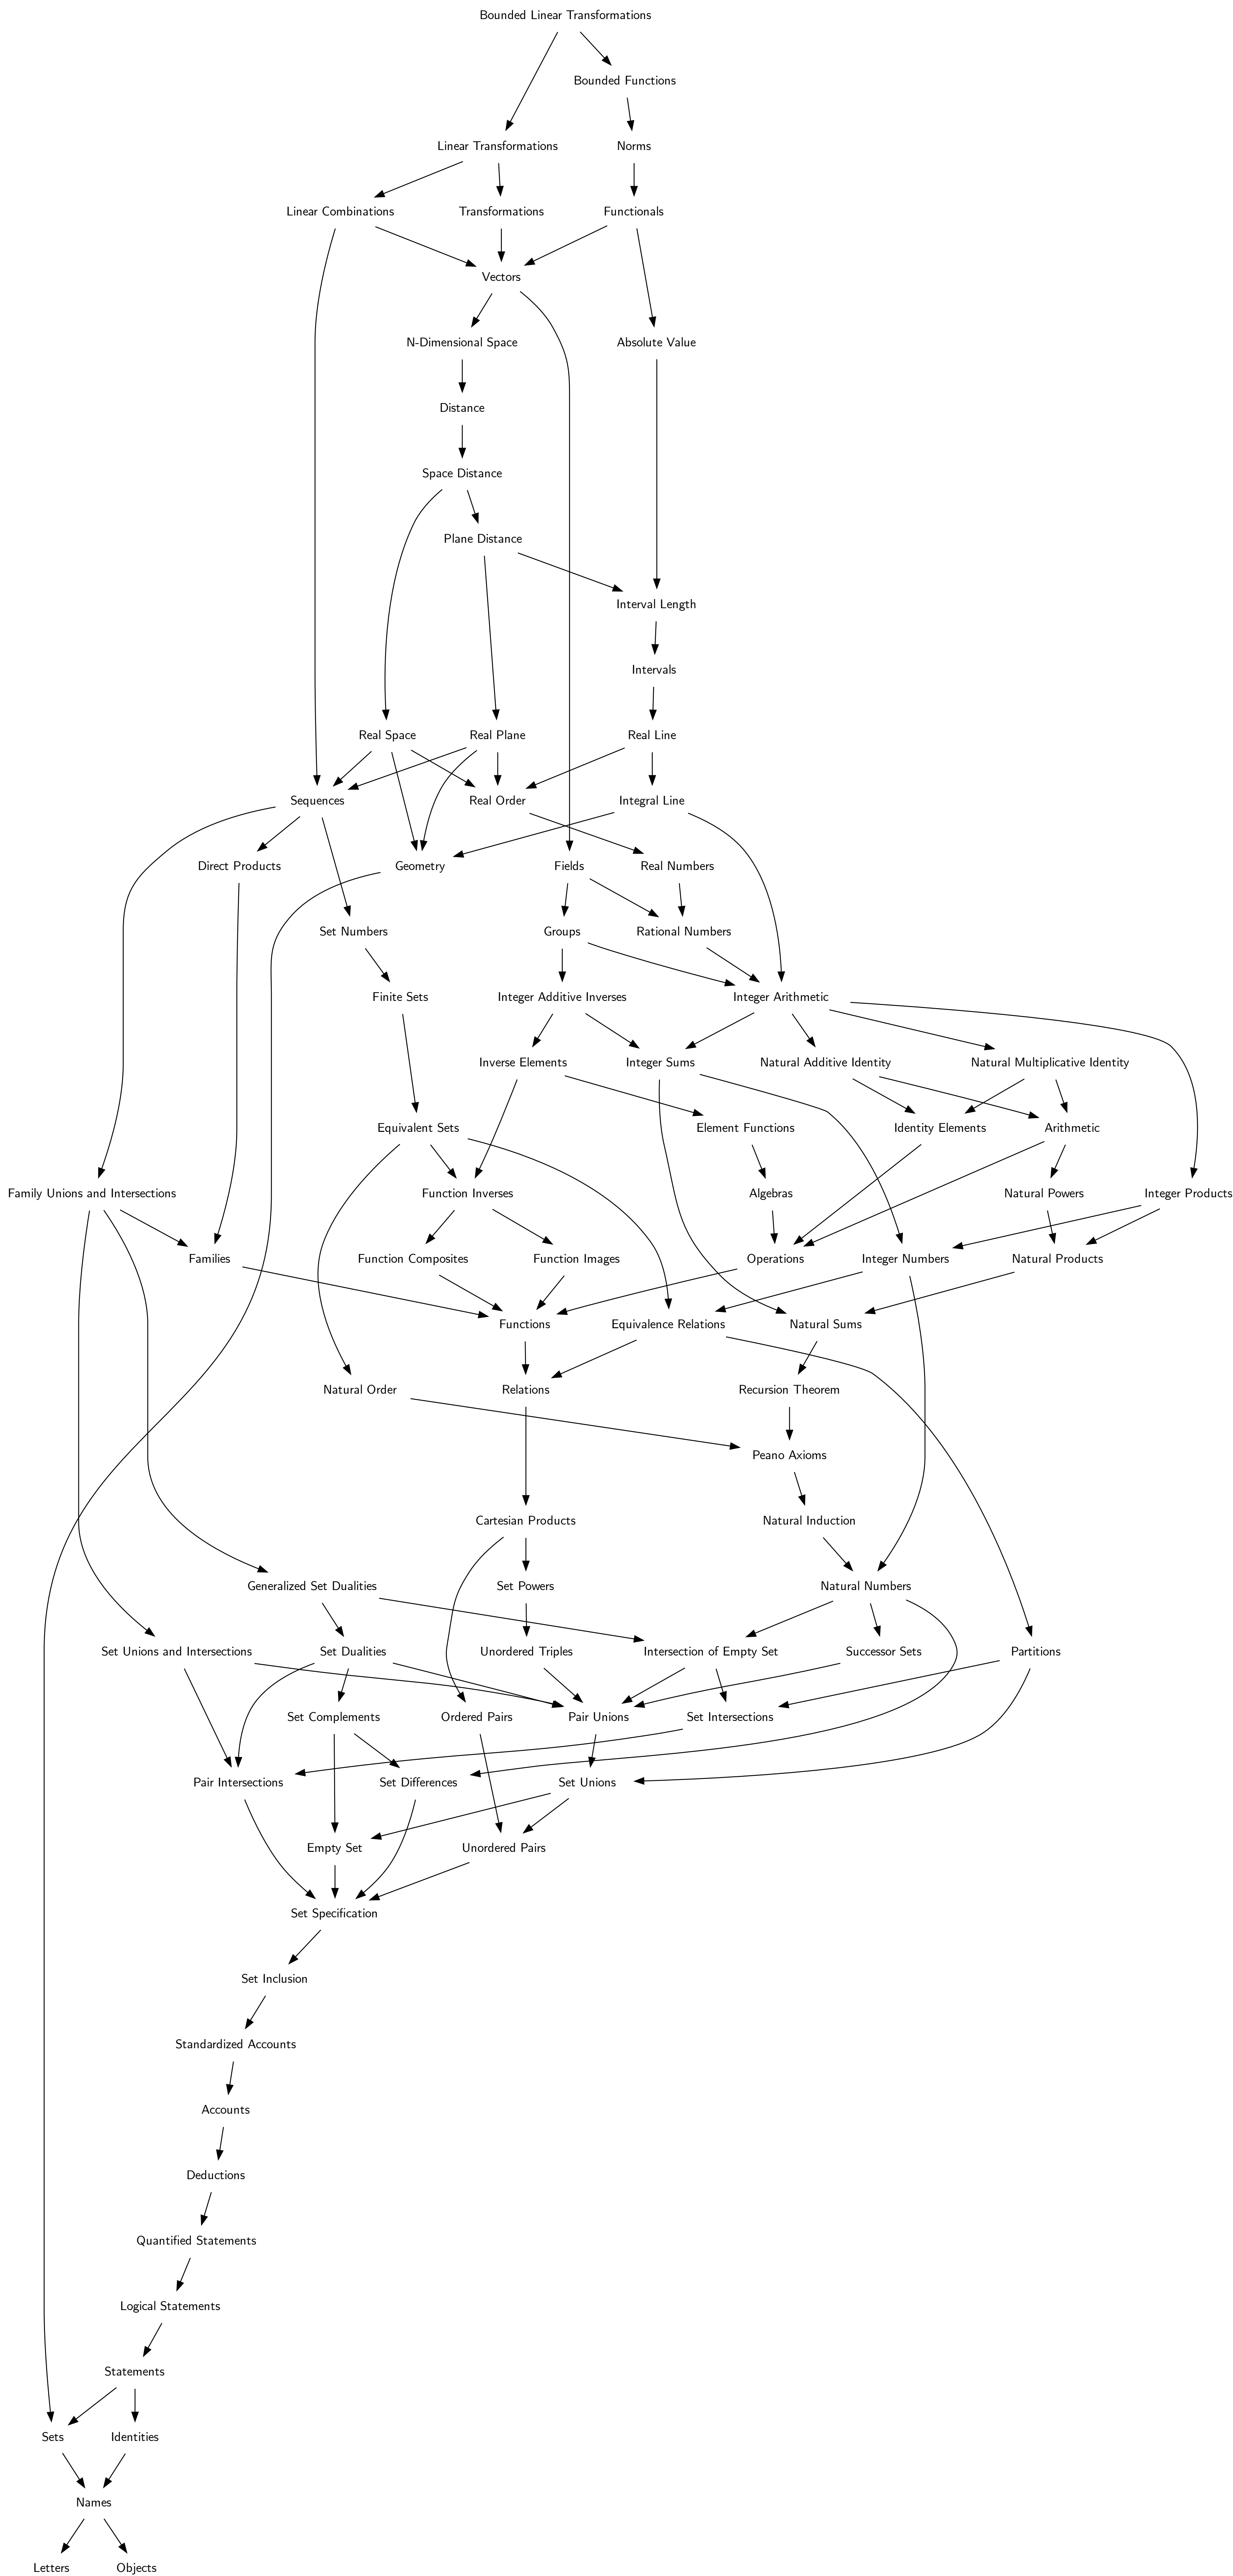 Bounded Linear Transformations
Bounded Functions
Linear Transformations
Norms
Linear Combinations
Transformations
Functionals
Vectors
N-Dimensional Space
Absolute Value
Distance
Space Distance
Plane Distance
Interval Length
Intervals
Real Space
Real Plane
Real Line
Sequences
Real Order
Integral Line
Direct Products
Geometry
Fields
Real Numbers
Set Numbers
Groups
Rational Numbers
Finite Sets
Integer Additive Inverses
Integer Arithmetic
Inverse Elements
Integer Sums
Natural Additive Identity
Natural Multiplicative Identity
Equivalent Sets
Element Functions
Identity Elements
Arithmetic
Family Unions and Intersections
Function Inverses
Algebras
Natural Powers
Integer Products
Families
Function Composites
Function Images
Operations
Integer Numbers
Natural Products
Functions
Equivalence Relations
Natural Sums
Natural Order
Relations
Recursion Theorem
Peano Axioms
Cartesian Products
Natural Induction
Generalized Set Dualities
Set Powers
Natural Numbers
Set Unions and Intersections
Set Dualities
Unordered Triples
Intersection of Empty Set
Successor Sets
Partitions
Set Complements
Ordered Pairs
Pair Unions
Set Intersections
Pair Intersections
Set Differences
Set Unions
Empty Set
Unordered Pairs
Set Specification
Set Inclusion
Standardized Accounts
Accounts
Deductions
Quantified Statements
Logical Statements
Statements
Sets
Identities
Names
Letters
Objects